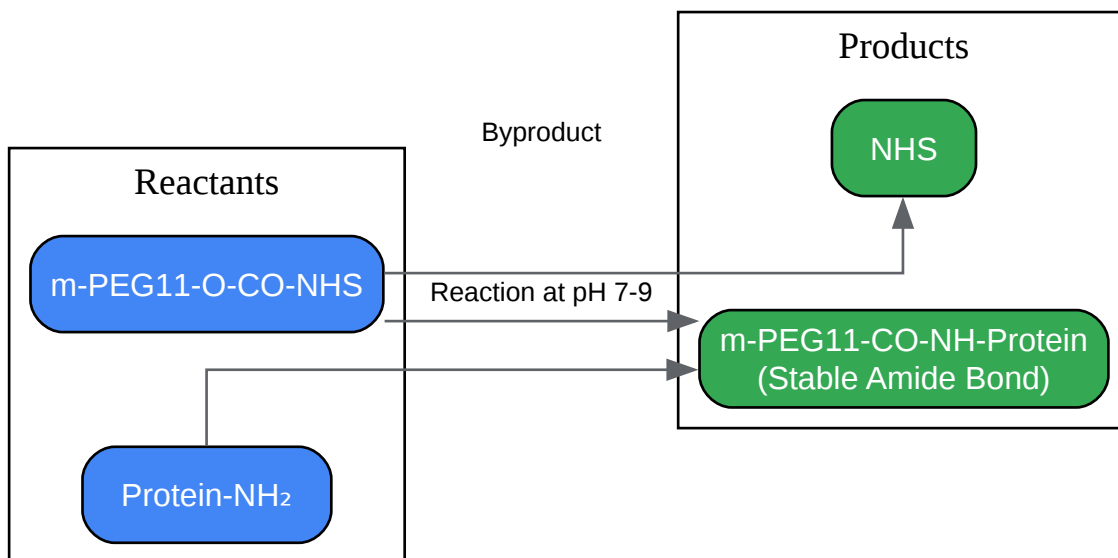 Products
Byproduct
NHS
Reactants
m-PEG11-O-CO-NHS
Reaction at pH 7-9
m-PEG11-CO-NH-Protein
(Stable Amide Bond)
Protein-NH₂